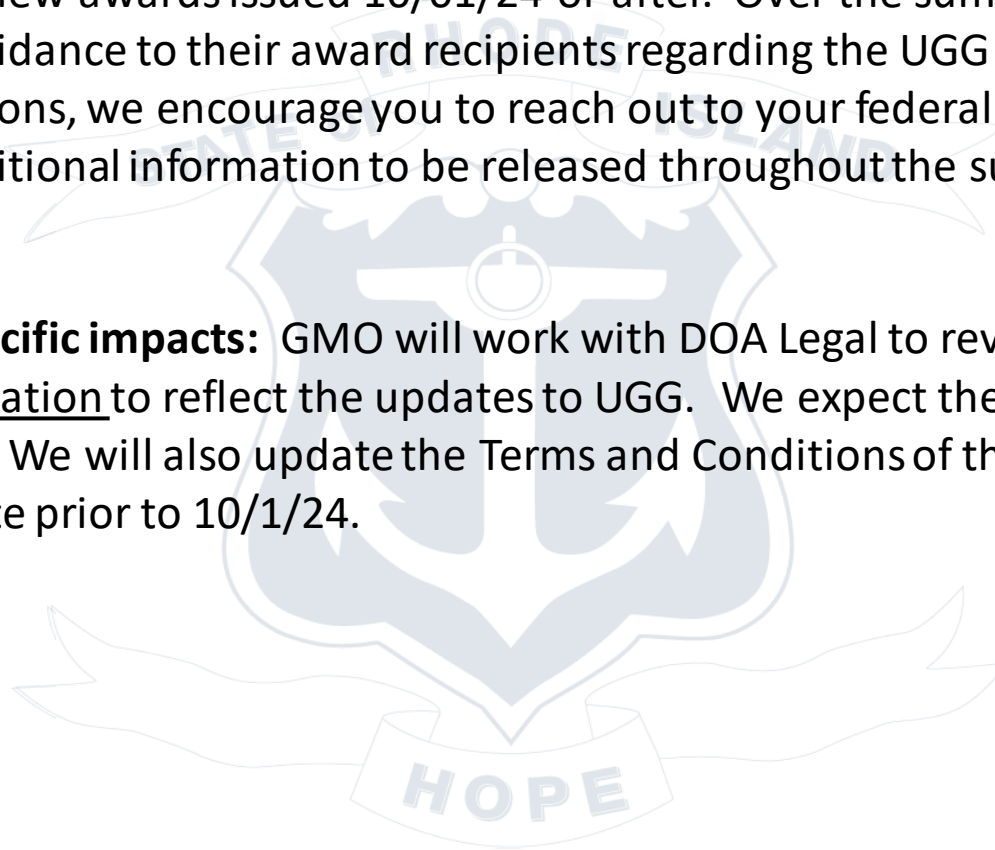 new awards issued 10/01/24 or after. Over the sum
idance to their award recipients regarding the UGG
ons, we encourage you to reach out to your federal
itional information to be released throughout the su
cific impacts: GMO will work with DOA Legal to rev
ation to reflect the updates to UGG. We expect the
We will also update the Terms and Conditions of th
te prior to 10/1/24.
RHODE
STATE OF
ISLAND
HOPE